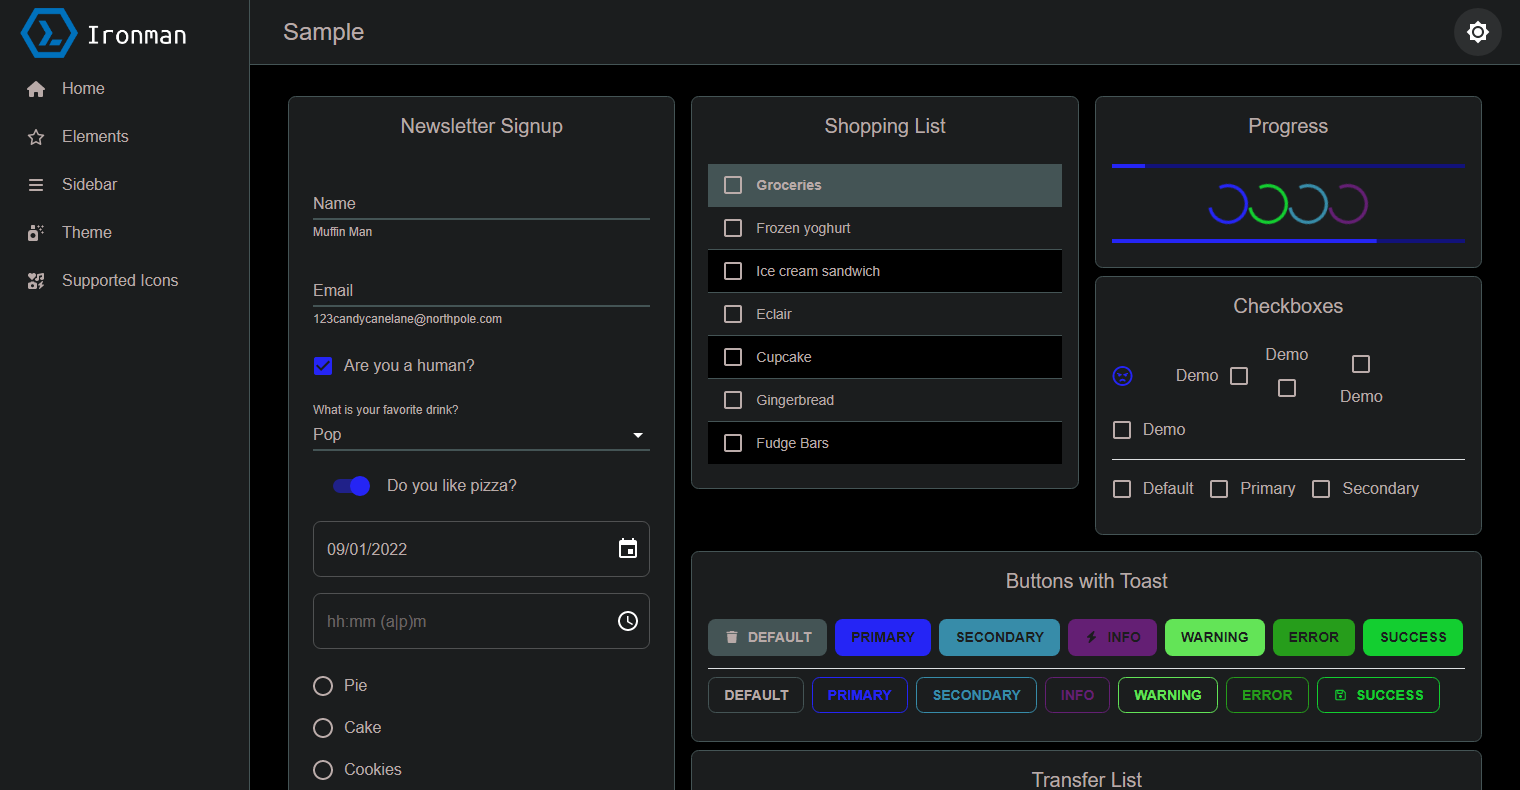 Ironman
Home
Elements
Sidebar
Theme
Supported Icons
Sample
Newsletter Signup
Name
Muffin Man
Email
123candycanelane@northpole.com
Are you a human?
What is your favorite drink?
Pop
Do you like pizza?
09/01/2022
hh:mm (a|p)m
Pie
Cake
Cookies
Shopping List
Groceries
Frozen yoghurt
Ice cream sandwich
Eclair
Cupcake
Gingerbread
Fudge Bars
Progress
Checkboxes
Demo
Demo
Demo
Demo
Default Primary Secondary
Buttons with Toast
DEFAULT PRIMARY SECONDARY INFO WARNING ERROR SUCCESS
DEFAULT PRIMARY SECONDARY INFO WARNING ERROR SUCCESS
Transfer List